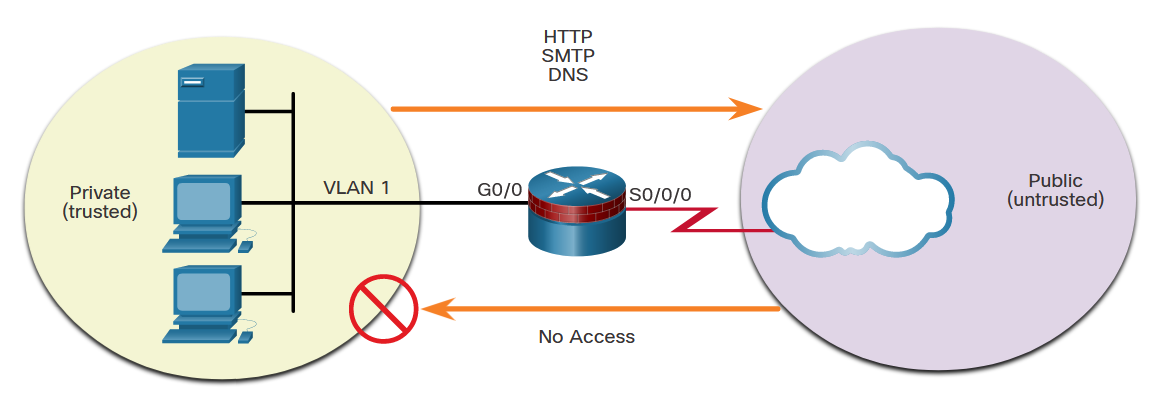 HTTP
SMTP
DNS
Private
(trusted)
VLAN 1
G0/0
S0/0/0
Public
(untrusted)
No Access